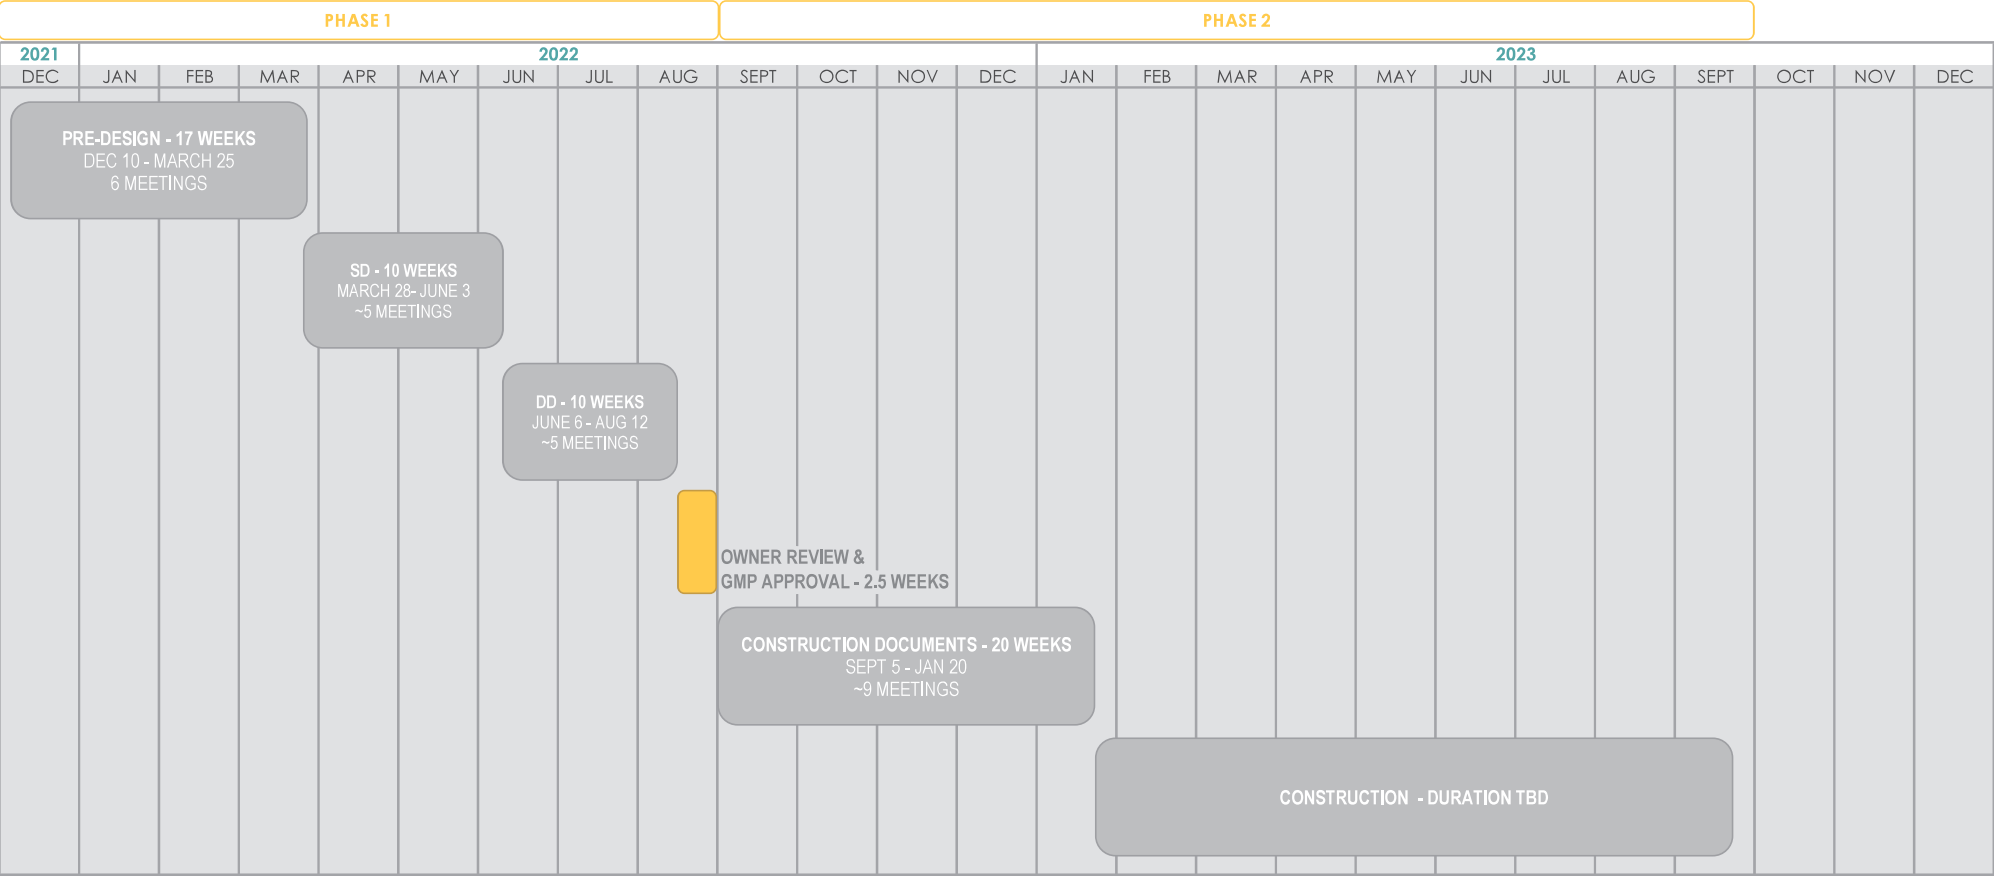 PHASE 1 PHASE 2
2021 2022 2023
DEC JAN FEB MAR APR MAY JUN JUL AUG SEPT OCT NOV DEC JAN FEB MAR APR MAY JUN JUL AUG SEPT OCT NOV DEC
PRE-DESIGN - 17 WEEKS
DEC 10 - MARCH 25
6 MEETINGS
SD - 10 WEEKS
MARCH 28- JUNE 3
~5 MEETINGS
DD - 10 WEEKS
JUNE 6 - AUG 12
~5 MEETINGS
OWNER REVIEW &
GMP APPROVAL - 2.5 WEEKS
CONSTRUCTION DOCUMENTS - 20 WEEKS
SEPT 5 - JAN 20
~9 MEETINGS
CONSTRUCTION - DURATION TBD